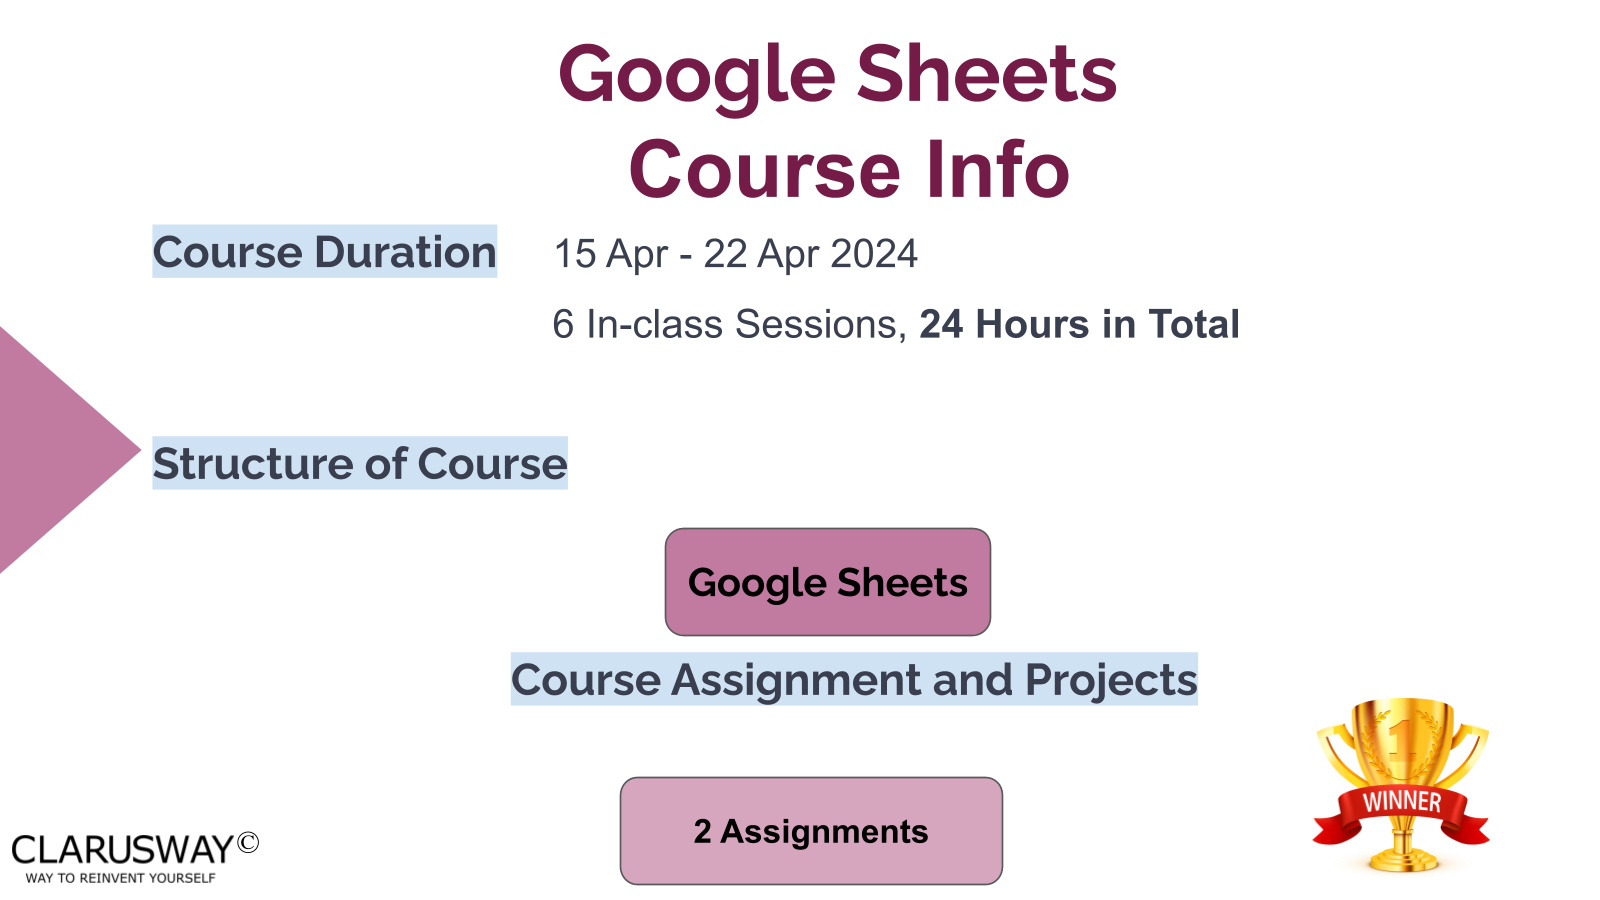 Google Sheets
Course Info
Course Duration
15 Apr - 22 Apr 2024
6 In-class Sessions, 24 Hours in Total
Structure of Course
Google Sheets
Course Assignment and Projects
1
WINNER
2 Assignments
CLARUSWAY©
WAY TO REINVENT YOURSELF